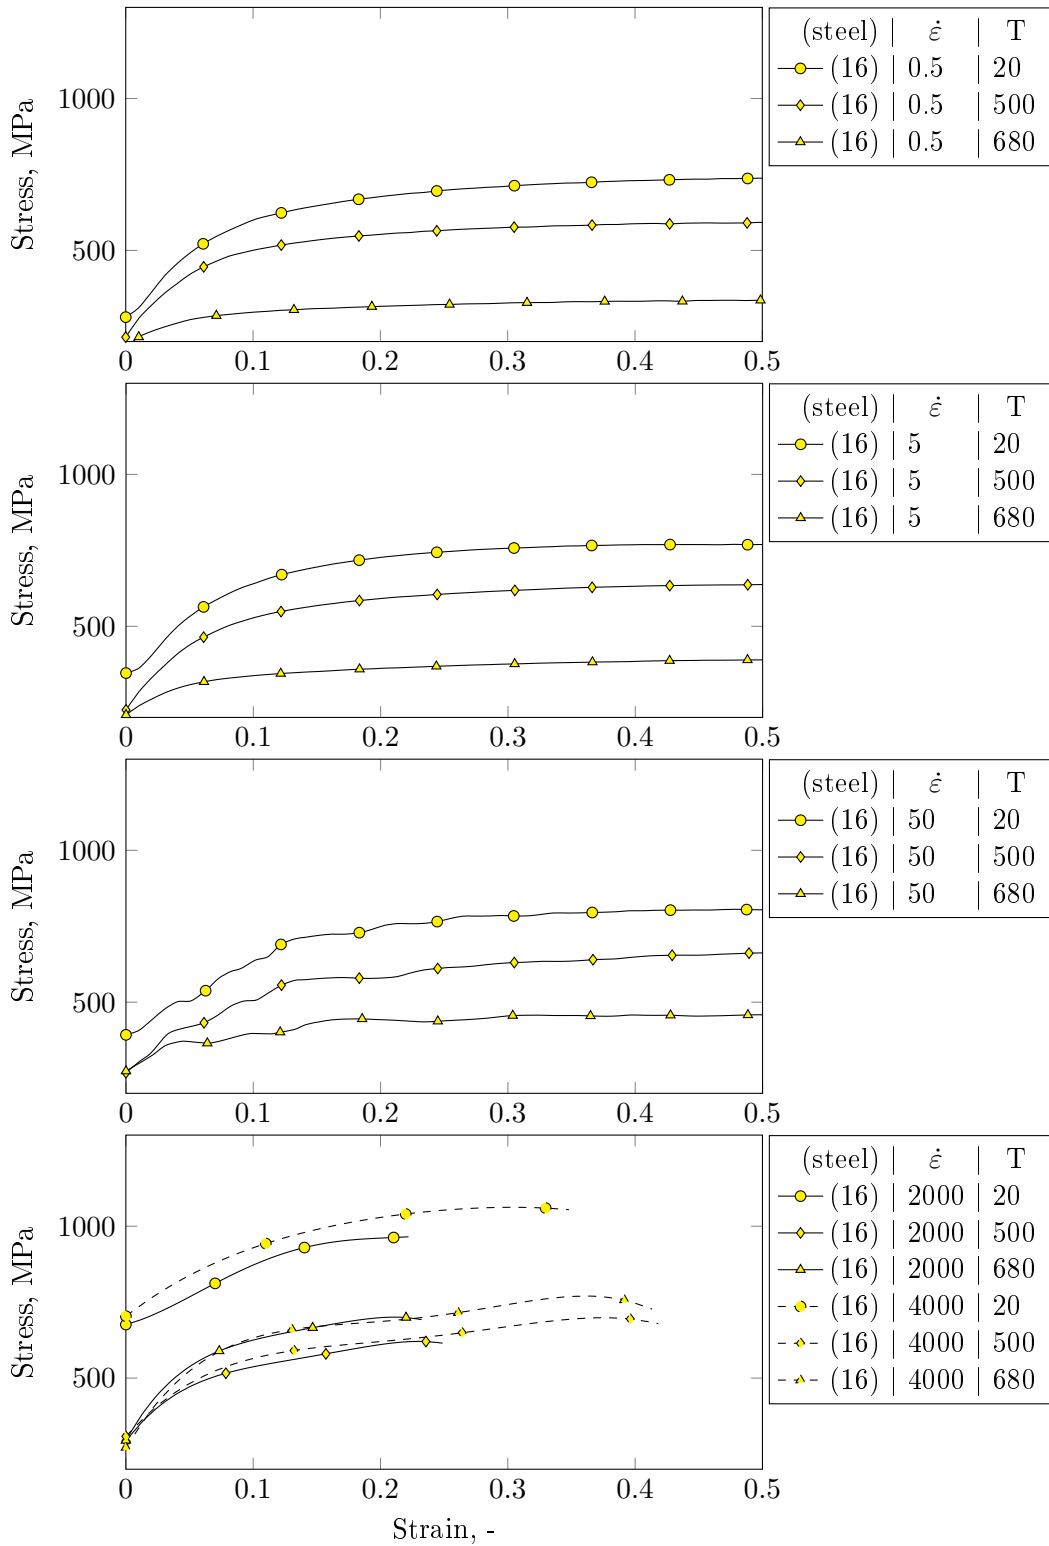 (steel) | ε̇ | T
(16) | 0.5 | 20
(16) | 0.5 | 500
(16) | 0.5 | 680
Stress, MPa
1000
500
0 0.1 0.2 0.3 0.4 0.5
(steel) | ε̇ | T
(16) | 5 | 20
(16) | 5 | 500
(16) | 5 | 680
Stress, MPa
1000
500
0 0.1 0.2 0.3 0.4 0.5
(steel) | ε̇ | T
(16) | 50 | 20
(16) | 50 | 500
(16) | 50 | 680
Stress, MPa
1000
500
0 0.1 0.2 0.3 0.4 0.5
(steel) | ε̇ | T
(16) | 2000 | 20
(16) | 2000 | 500
(16) | 2000 | 680
(16) | 4000 | 20
(16) | 4000 | 500
(16) | 4000 | 680
Stress, MPa
1000
500
0 0.1 0.2 0.3 0.4 0.5
Strain, -